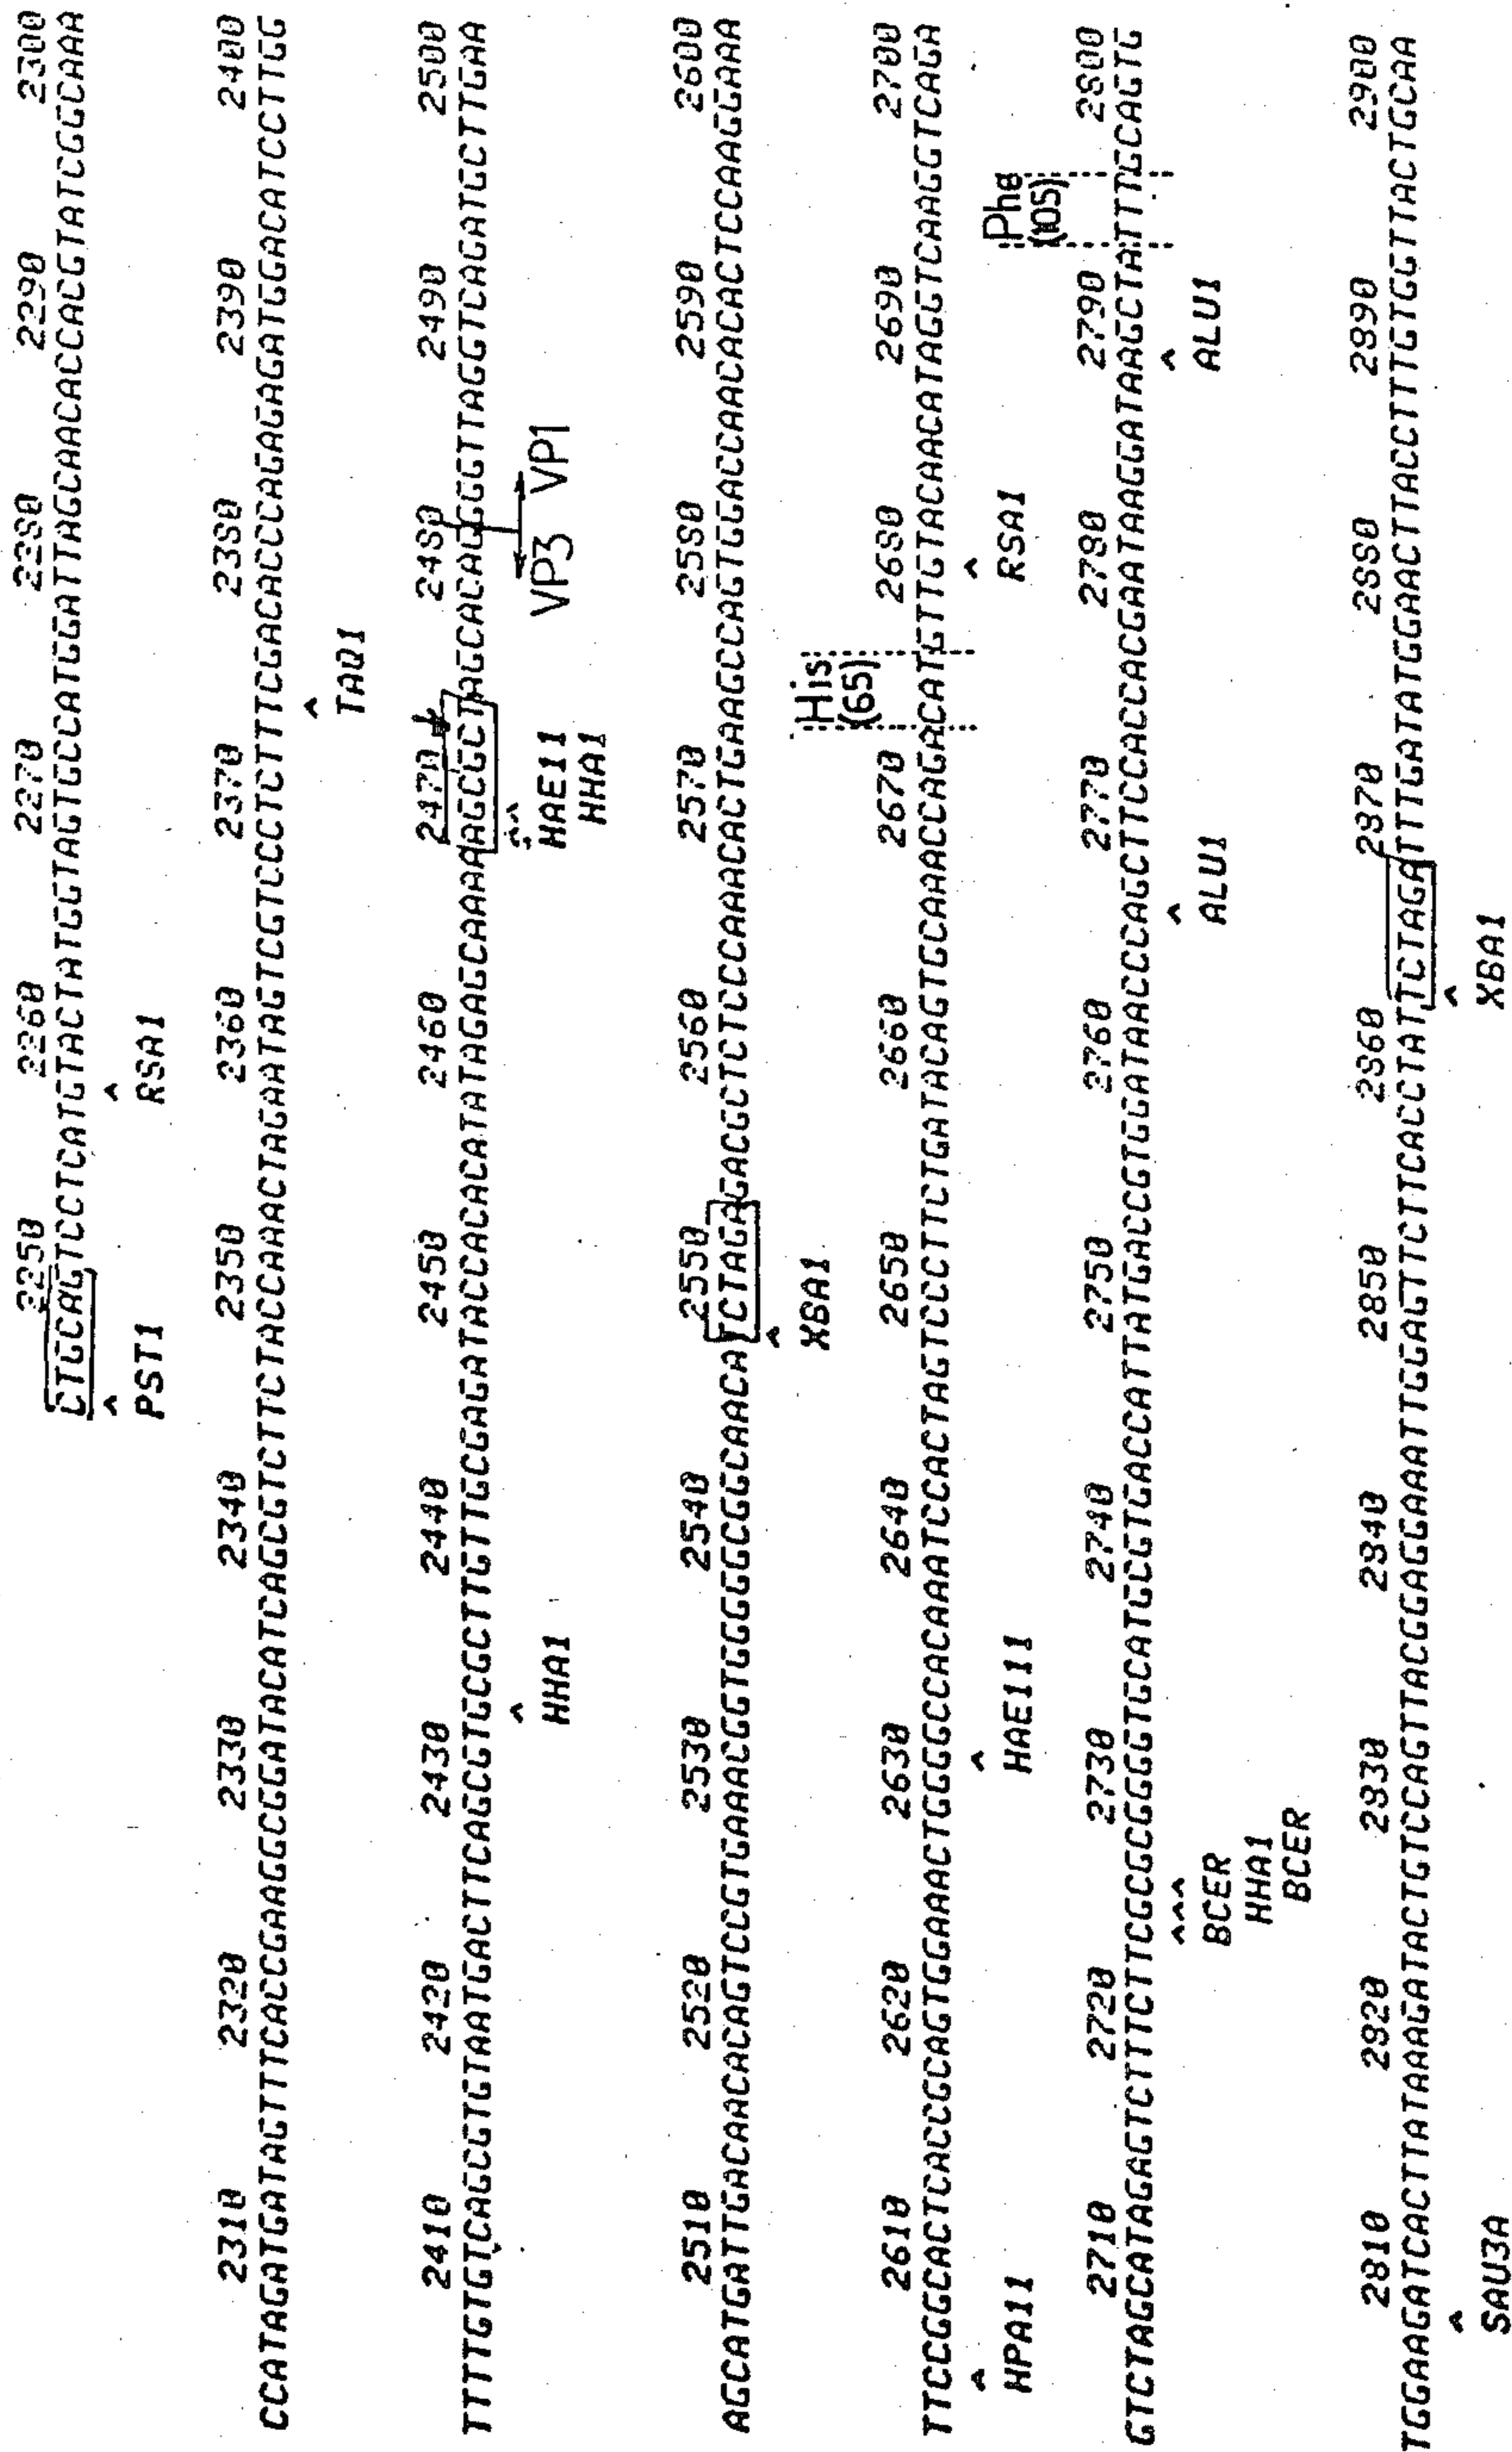 2250 2260 2270 2280 2290 2300
CTGCAGTCCTCATGTACTATGGTAGTGCCATGGATTAGCAACACCACGTATCGGCAAA
^ ^
PST1 RSA1
2310 2320 2330 2340 2350 2360 2370 2380 2390 2400
CCATAGATGATAGTTTCACCGAAGGCGGATACATCAGCGTCTTCTACCAAACTAGAATAGTCGTCCCTCTTTCGACACCCAGAGAGATGGACATCCTTGG
^
TAQ1
2410 2420 2430 2440 2450 2460 2470 2480 2490 2500
TTTTGTGTCAGCGTGTAATGACTTCAGCGTGCGCTTGTTGCGAGATACCACACATATAGAGCAAAAAGCGCTAGCACAGGGGTTAGGTCAGATGCTTGAA
^ ^^ VP3 VP1
HHA1 HAE11
HHA1
2510 2520 2530 2540 2550 2560 2570 2580 2590 2600
AGCATGATTGACAACACAGTCCGTGAAACGGTGGGGGCGGCAACATCTAGAGACGCTCTCCCAAACACTGAAGCCAGTGGACCAACACACTCCAAGGAAA
^
XBA1
His
(65)
2610 2620 2630 2640 2650 2660 2670 2680 2690 2700
TTCCGGCACTCACCGCAGTGGAAACTGGGGCCACAAATCCACTAGTCCCTTCTGATACAGTGCAAACCAGACATGTTGTACAACATAGGTCAAGGTCAGA
^ ^ ^
HPA11 HAE111 RSA1
Phe
(105)
2710 2720 2730 2740 2750 2760 2770 2780 2790 2800
GTCTAGCATAGAGTCTTTCTTCGCGCGGGGTGCATGCGTGACCATTATGACCGTGGATAACCCAGCTTCCACCACGAATAAGGATAAGCTATTTGCAGTG
^^^ ^ ^
BCER ALU1 ALU1
HHA1
BCER
2810 2820 2830 2840 2850 2860 2870 2880 2890 2900
TGGAAGATCACTTATAAAGATACTGTCCAGTTACGGAGGAAATTGGAGTTCTTCACCTATTCTAGATTTGATATGGAACTTACCTTTGTGGTTACTGCAA
^ ^
SAU3A XBA1